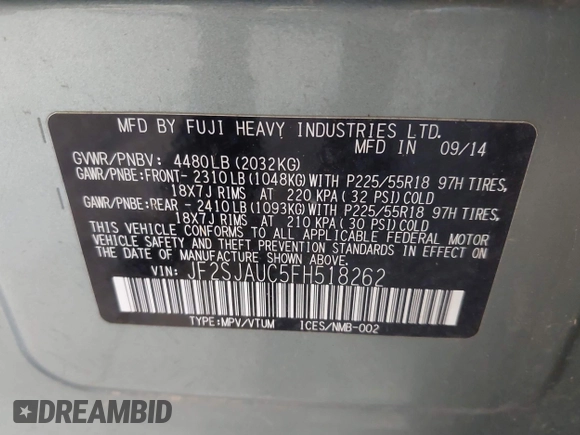 MFD BY FUJI HEAVY INDUSTRIES LTD.
MFD IN 09/14
GVWR/PNBV: 4480LB (2032KG)
GAWR/PNBE:FRONT- 2310LB (1048KG) WITH P225/55R18 97H TIRES,
18X7J RIMS AT 220 KPA (32 PSI) COLD
GAWR/PNBE:REAR - 2410LB (1093KG) WITH P225/55R18 97H TIRES,
18X7J RIMS AT 210 KPA (30 PSI) COLD
THIS VEHICLE CONFORMS TO ALL APPLICABLE FEDERAL MOTOR
VEHICLE SAFETY AND THEFT PREVENTION STANDARDS IN EFFECT ON
THE DATE OF MANUFACTURE SHOWN ABOVE.
VIN: JF2SJAUC5FH518262
TYPE:MPV/VTUM ICES/NMB-002
DREAMBID